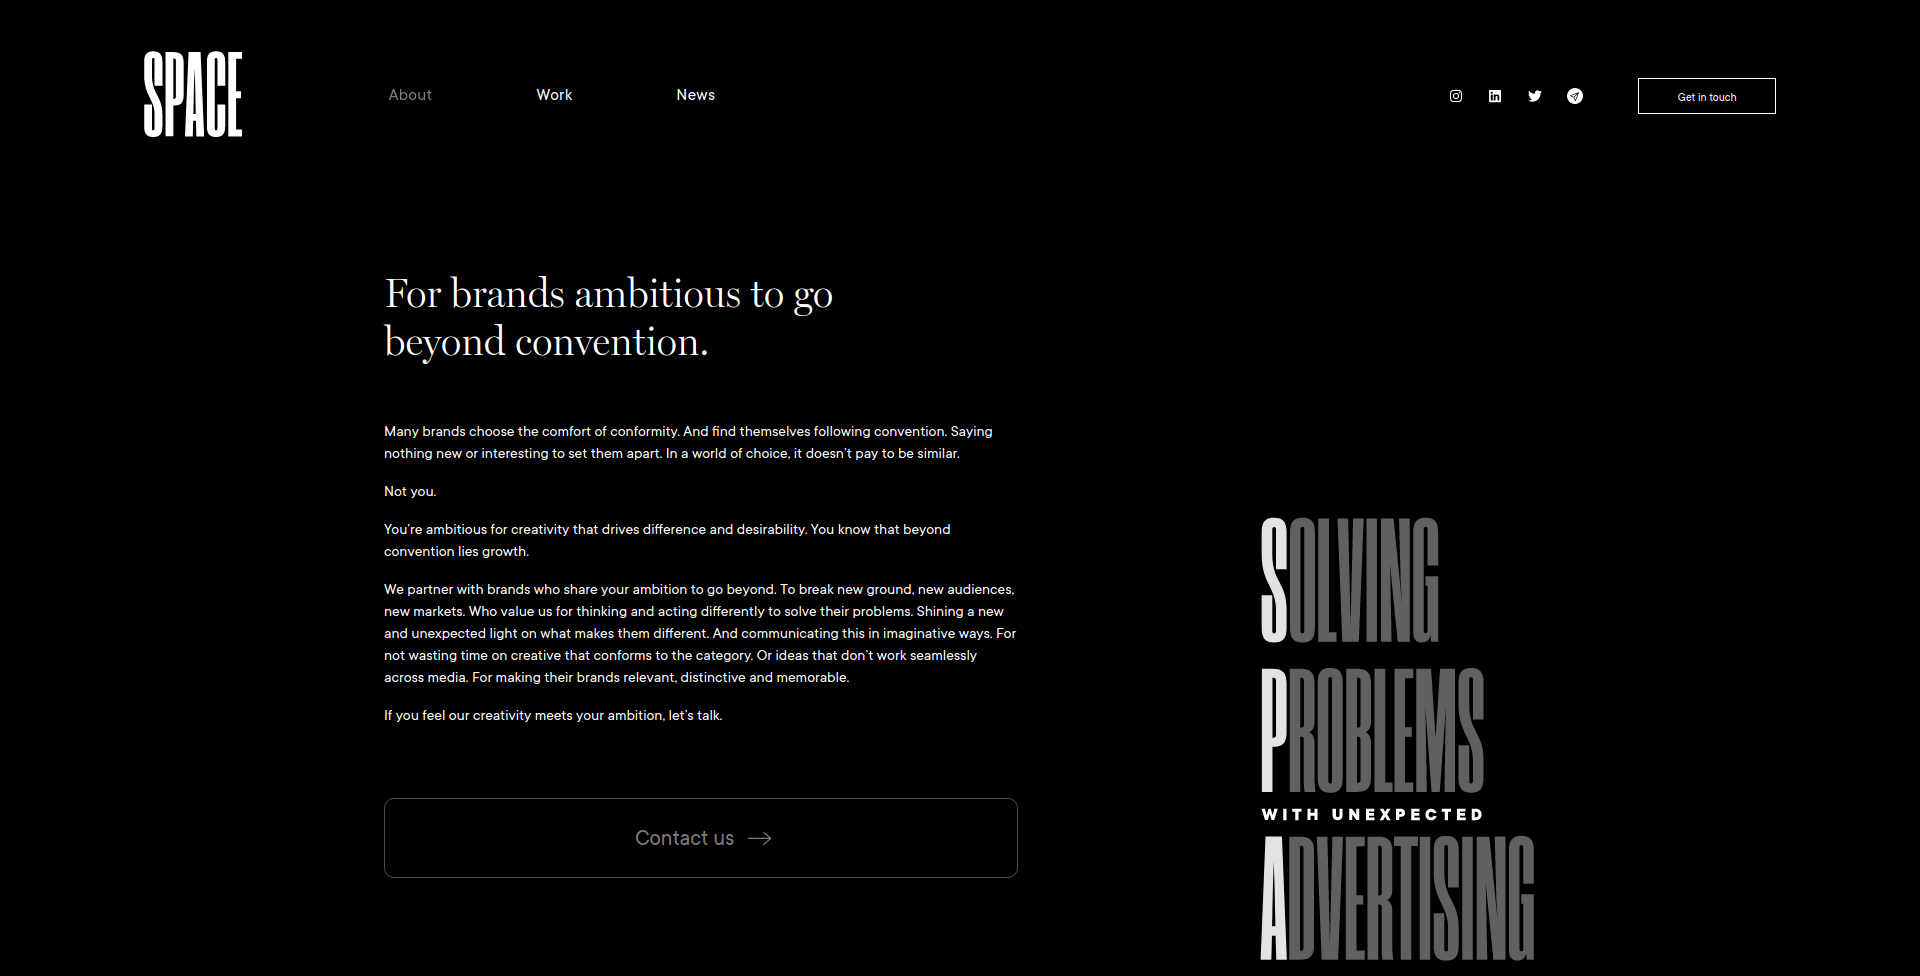 SPACE
About
Work
News
Get in touch
For brands ambitious to go
beyond convention.
Many brands choose the comfort of conformity. And find themselves following convention. Saying
nothing new or interesting to set them apart. In a world of choice, it doesn’t pay to be similar.
Not you.
You’re ambitious for creativity that drives difference and desirability. You know that beyond
convention lies growth.
We partner with brands who share your ambition to go beyond. To break new ground, new audiences,
new markets. Who value us for thinking and acting differently to solve their problems. Shining a new
and unexpected light on what makes them different. And communicating this in imaginative ways. For
not wasting time on creative that conforms to the category. Or ideas that don’t work seamlessly
across media. For making their brands relevant, distinctive and memorable.
If you feel our creativity meets your ambition, let’s talk.
Contact us
SOLVING
PROBLEMS
WITH UNEXPECTED
ADVERTISING